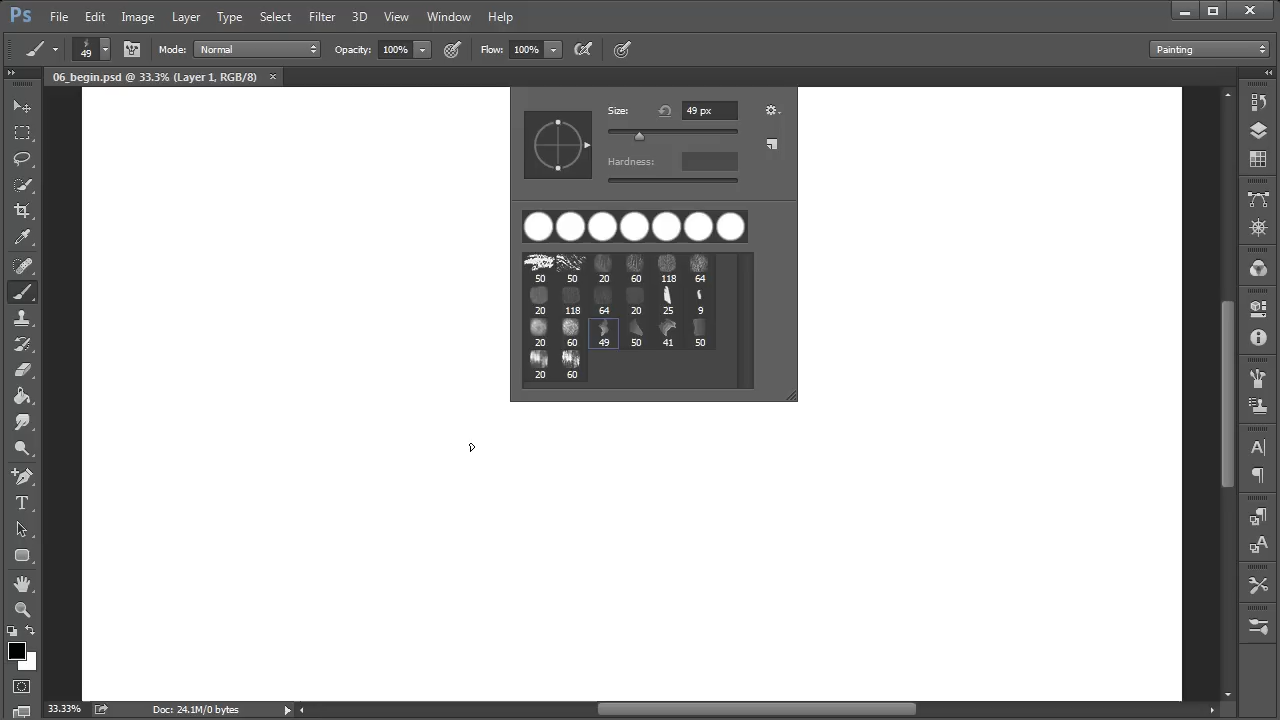 Ps File Edit Image Layer Type Select Filter 3D View Window Help
49 Mode: Normal Opacity: 100% Flow: 100% Painting
06_begin.psd @ 33.3% (Layer 1, RGB/8) ×
Size: 49 px
Hardness:
50 50 20 60 118 64
20 118 64 20 25 9
20 60 49 50 41 50
20 60
T
A
33.33% Doc: 24.1M/0 bytes